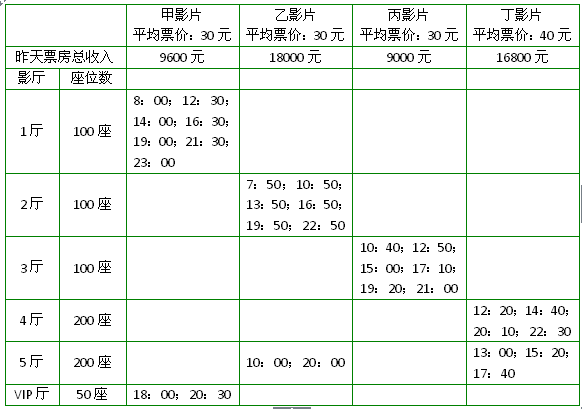 甲影片 乙影片 丙影片 丁影片
平均票价：30元 平均票价：30元 平均票价：30元 平均票价：40元
昨天票房总收入 9600元 18000元 9000元 16800元
影厅 座位数
1厅 100座 8：00；12：30；
14：00；16：30；
19：00；21：30；
23：00
2厅 100座 7：50；10：50；
13：50；16：50；
19：50；22：50
3厅 100座 10：40；12：50；
15：00；17：10；
19：20；21：00
4厅 200座 12：20；14：40；
20：10；22：30
5厅 200座 10：00；20：00 13：00；15：20；
17：40
VIP厅 50座 18：00；20：30